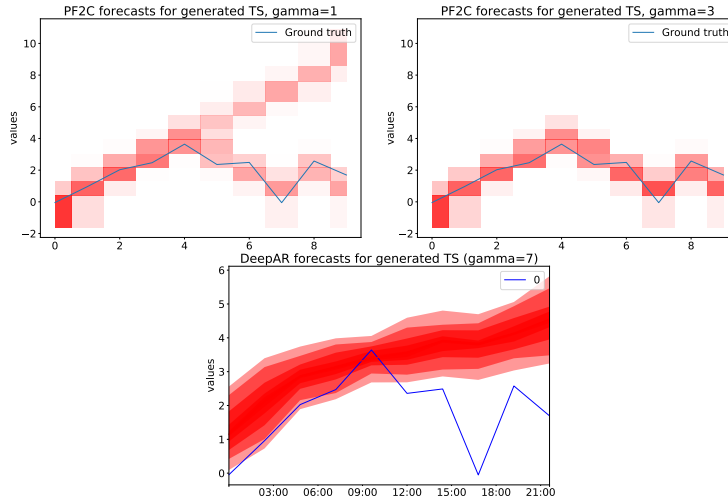 PF2C forecasts for generated TS, gamma=1
Ground truth
values
10
8
6
4
2
0
−2
0 2 4 6 8
PF2C forecasts for generated TS, gamma=3
Ground truth
values
10
8
6
4
2
0
−2
0 2 4 6 8
DeepAR forecasts for generated TS (gamma=7)
0
values
6
5
4
3
2
1
0
03:00 06:00 09:00 12:00 15:00 18:00 21:00